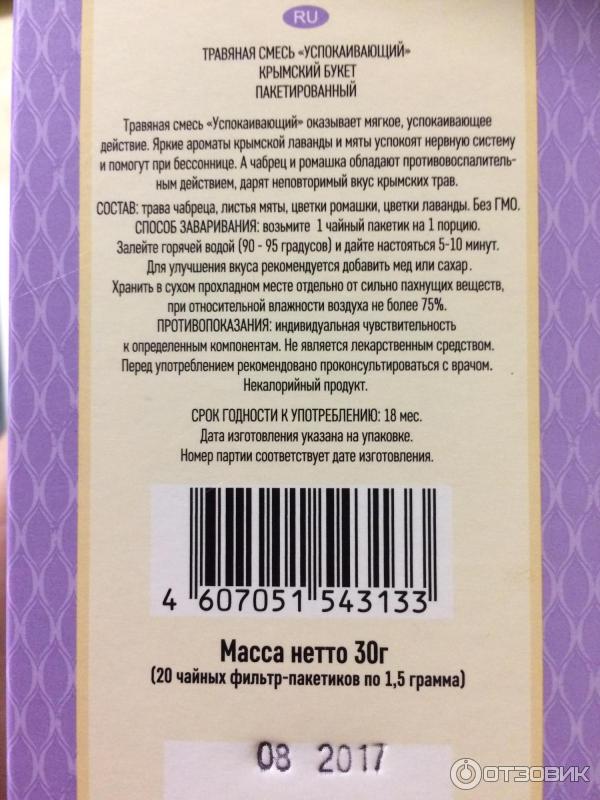 RU
ТРАВЯНАЯ СМЕСЬ «УСПОКАИВАЮЩИЙ»
КРЫМСКИЙ БУКЕТ
ПАКЕТИРОВАННЫЙ
Травяная смесь «Успокаивающий» оказывает мягкое, успокаивающее
действие. Яркие ароматы крымской лаванды и мяты успокоят нервную систему
и помогут при бессоннице. А чабрец и ромашка обладают противовоспалитель-
ным действием, дарят неповторимый вкус крымских трав.
СОСТАВ: трава чабреца, листья мяты, цветки ромашки, цветки лаванды. Без ГМО.
СПОСОБ ЗАВАРИВАНИЯ: возьмите 1 чайный пакетик на 1 порцию.
Залейте горячей водой (90 - 95 градусов) и дайте настояться 5-10 минут.
Для улучшения вкуса рекомендуется добавить мед или сахар.
Хранить в сухом прохладном месте отдельно от сильно пахнущих веществ,
при относительной влажности воздуха не более 75%.
ПРОТИВОПОКАЗАНИЯ: индивидуальная чувствительность
к определенным компонентам. Не является лекарственным средством.
Перед употреблением рекомендовано проконсультироваться с врачом.
Некалорийный продукт.
СРОК ГОДНОСТИ К УПОТРЕБЛЕНИЮ: 18 мес.
Дата изготовления указана на упаковке.
Номер партии соответствует дате изготовления.
4 607051 543133
Масса нетто 30г
(20 чайных фильтр-пакетиков по 1,5 грамма)
08 2017
ОТЗОВИК